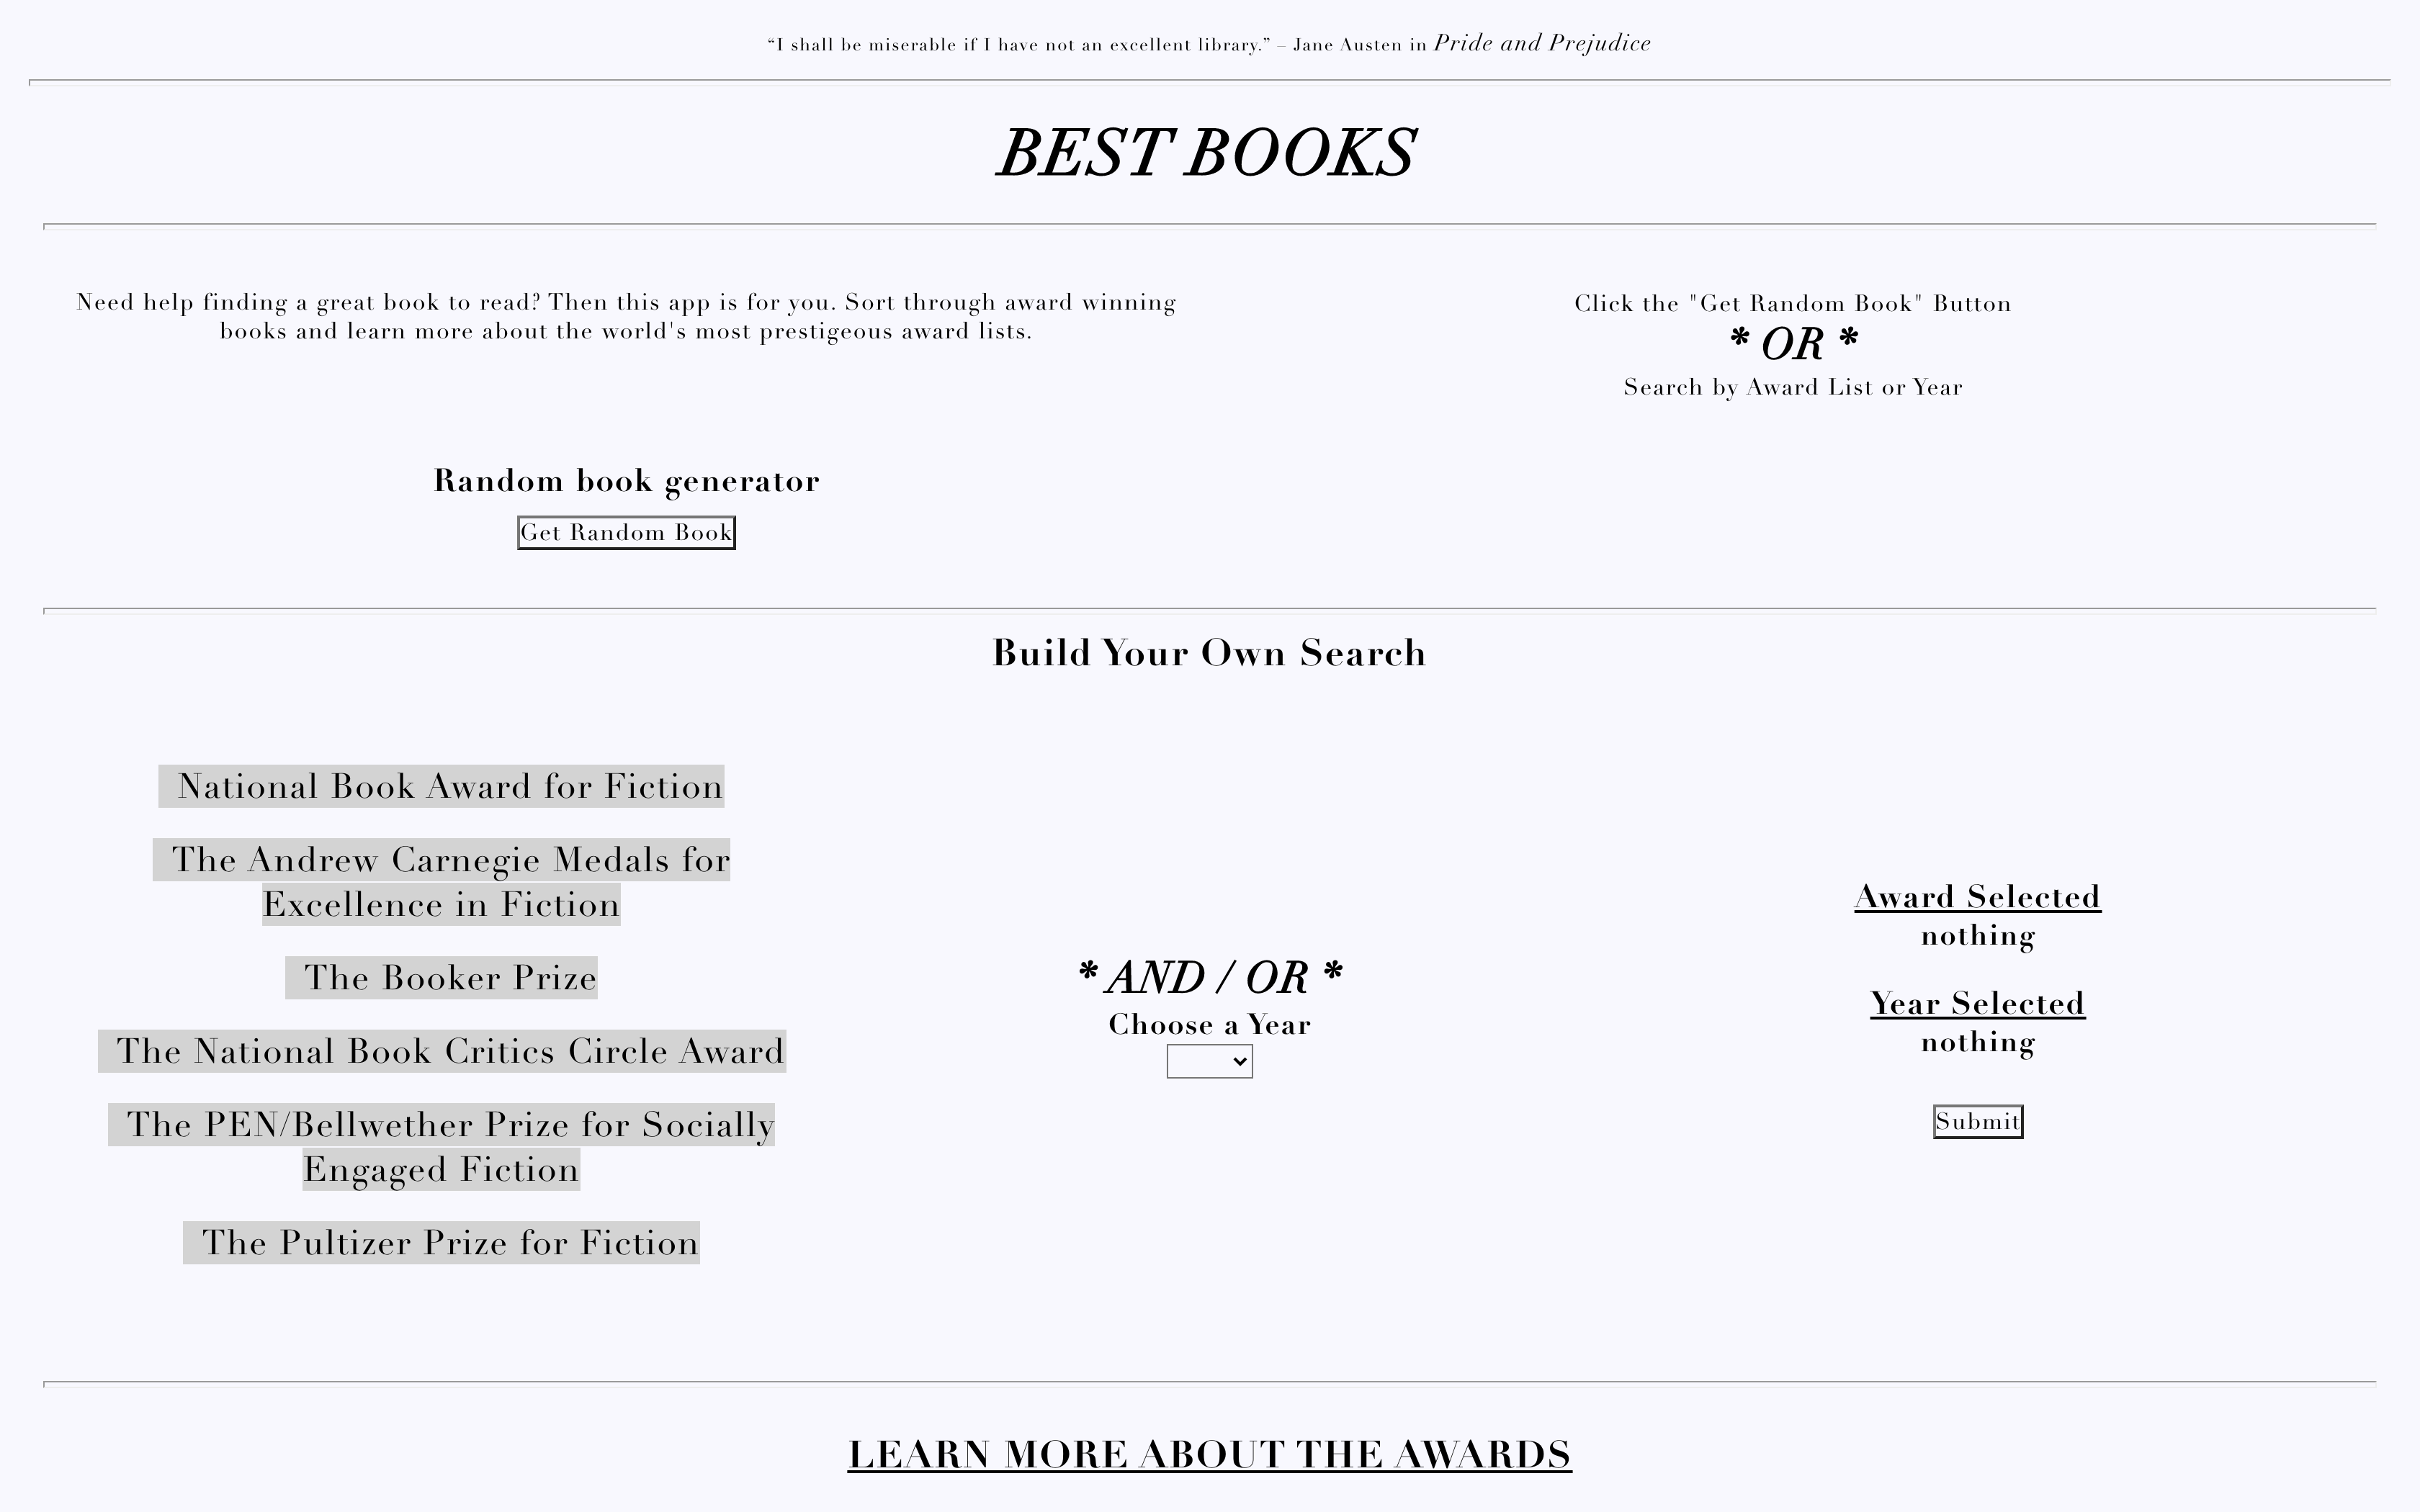 “I shall be miserable if I have not an excellent library.” – Jane Austen in Pride and Prejudice
BEST BOOKS
Need help finding a great book to read? Then this app is for you. Sort through award winning
books and learn more about the world's most prestigeous award lists.
Click the "Get Random Book" Button
* OR *
Search by Award List or Year
Random book generator
Get Random Book
Build Your Own Search
National Book Award for Fiction
The Andrew Carnegie Medals for
Excellence in Fiction
The Booker Prize
The National Book Critics Circle Award
The PEN/Bellwether Prize for Socially
Engaged Fiction
The Pultizer Prize for Fiction
* AND / OR *
Choose a Year
Award Selected
nothing
Year Selected
nothing
Submit
LEARN MORE ABOUT THE AWARDS